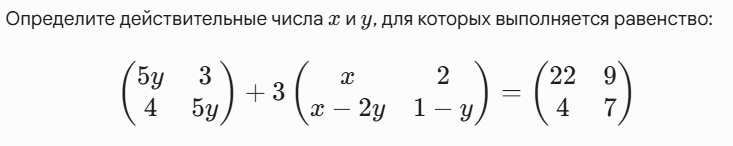 Определите действительные числа x и y, для которых выполняется равенство:
5y 3 x 2 22 9
+ 3 =
4 5y x − 2y 1 − y 4 7